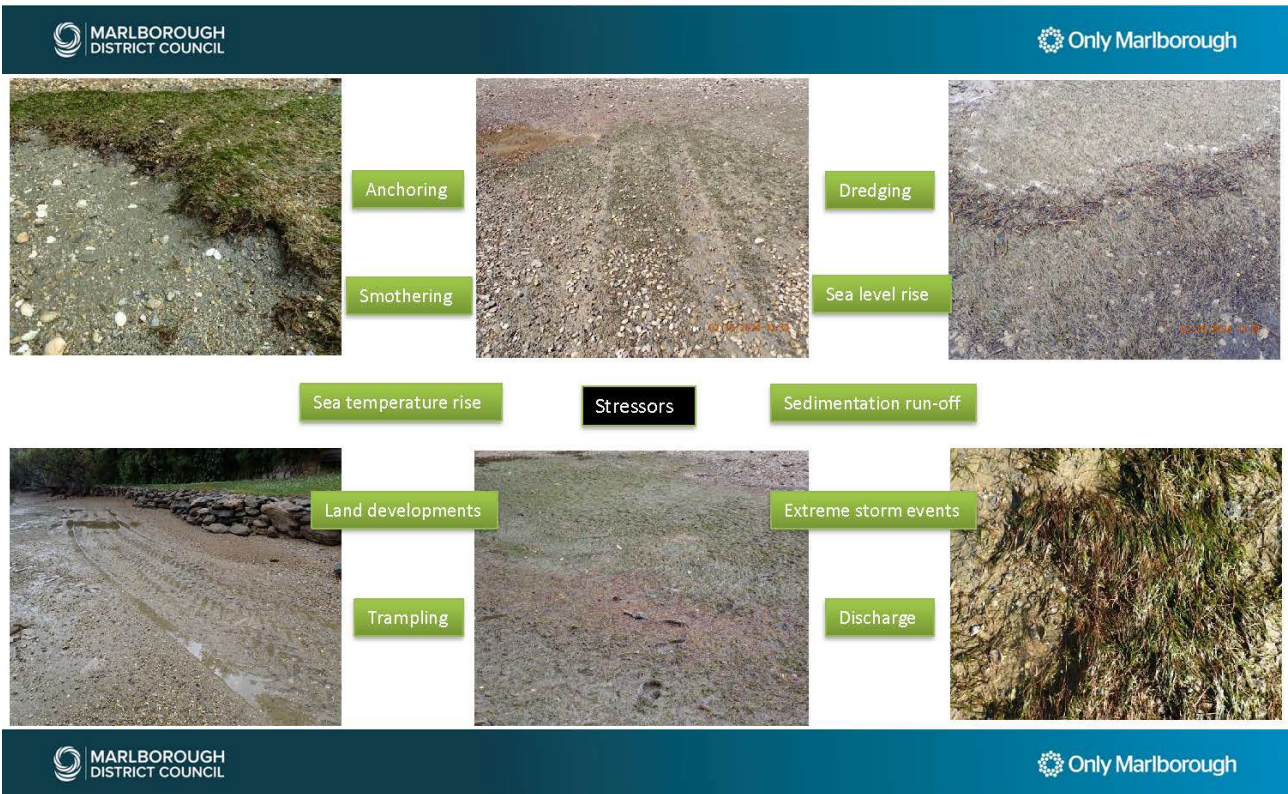 MARLBOROUGH
DISTRICT COUNCIL
Only Marlborough
Anchoring
Dredging
Smothering
Sea level rise
Sea temperature rise
Stressors
Sedimentation run-off
Land developments
Extreme storm events
Trampling
Discharge
MARLBOROUGH
DISTRICT COUNCIL
Only Marlborough